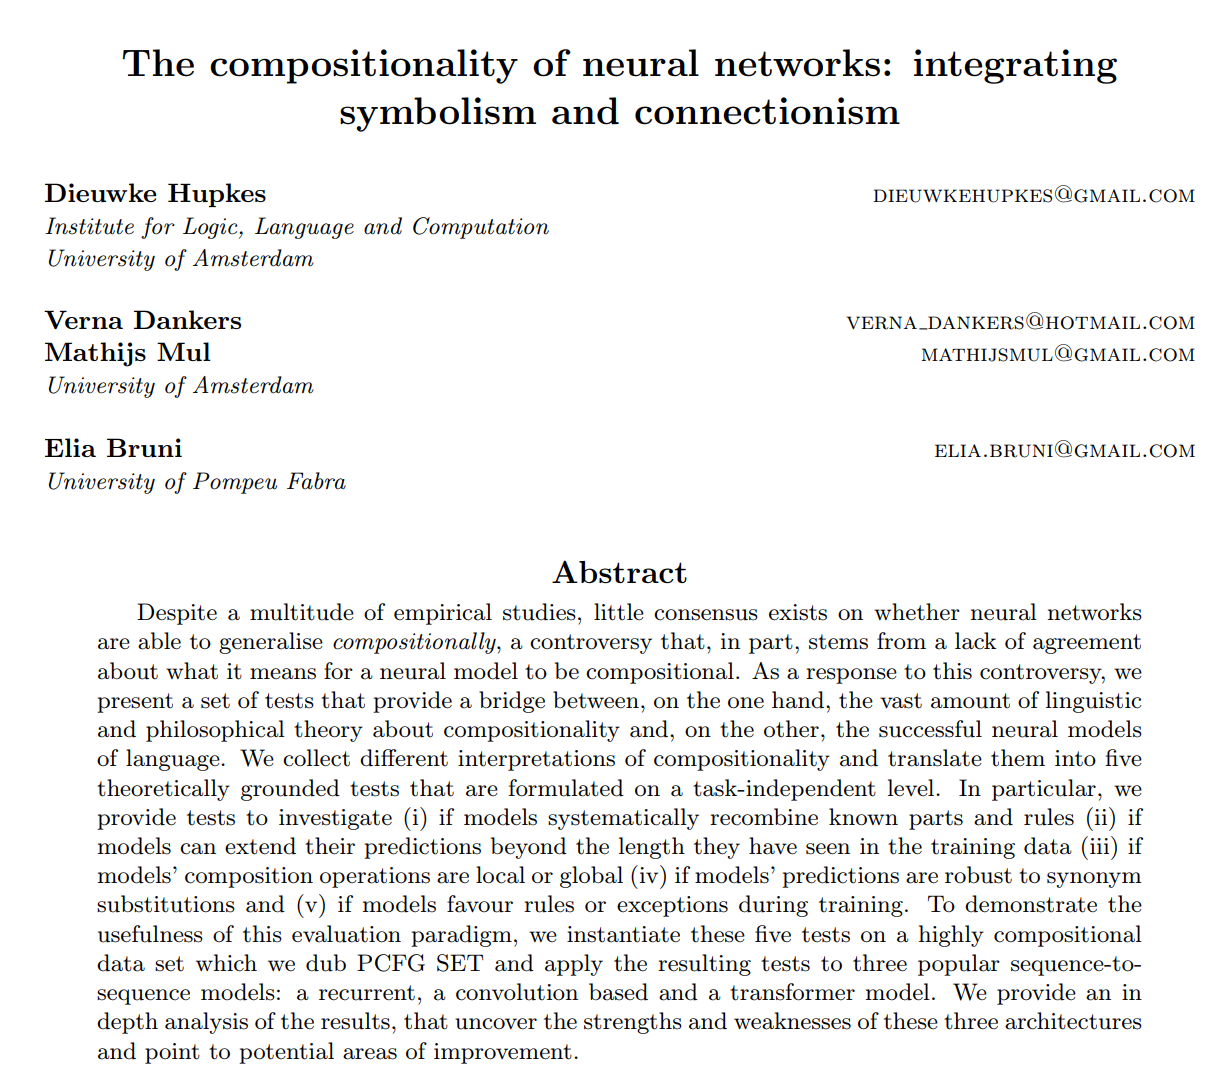 The compositionality of neural networks: integrating
symbolism and connectionism
Dieuwke Hupkes dieuwkehupkes@gmail.com
Institute for Logic, Language and Computation
University of Amsterdam
Verna Dankers verna_dankers@hotmail.com
Mathijs Mul mathijsmul@gmail.com
University of Amsterdam
Elia Bruni elia.bruni@gmail.com
University of Pompeu Fabra
Abstract
Despite a multitude of empirical studies, little consensus exists on whether neural networks
are able to generalise compositionally, a controversy that, in part, stems from a lack of agreement
about what it means for a neural model to be compositional. As a response to this controversy, we
present a set of tests that provide a bridge between, on the one hand, the vast amount of linguistic
and philosophical theory about compositionality and, on the other, the successful neural models
of language. We collect different interpretations of compositionality and translate them into five
theoretically grounded tests that are formulated on a task-independent level. In particular, we
provide tests to investigate (i) if models systematically recombine known parts and rules (ii) if
models can extend their predictions beyond the length they have seen in the training data (iii) if
models' composition operations are local or global (iv) if models' predictions are robust to synonym
substitutions and (v) if models favour rules or exceptions during training. To demonstrate the
usefulness of this evaluation paradigm, we instantiate these five tests on a highly compositional
data set which we dub PCFG SET and apply the resulting tests to three popular sequence-to-
sequence models: a recurrent, a convolution based and a transformer model. We provide an in
depth analysis of the results, that uncover the strengths and weaknesses of these three architectures
and point to potential areas of improvement.